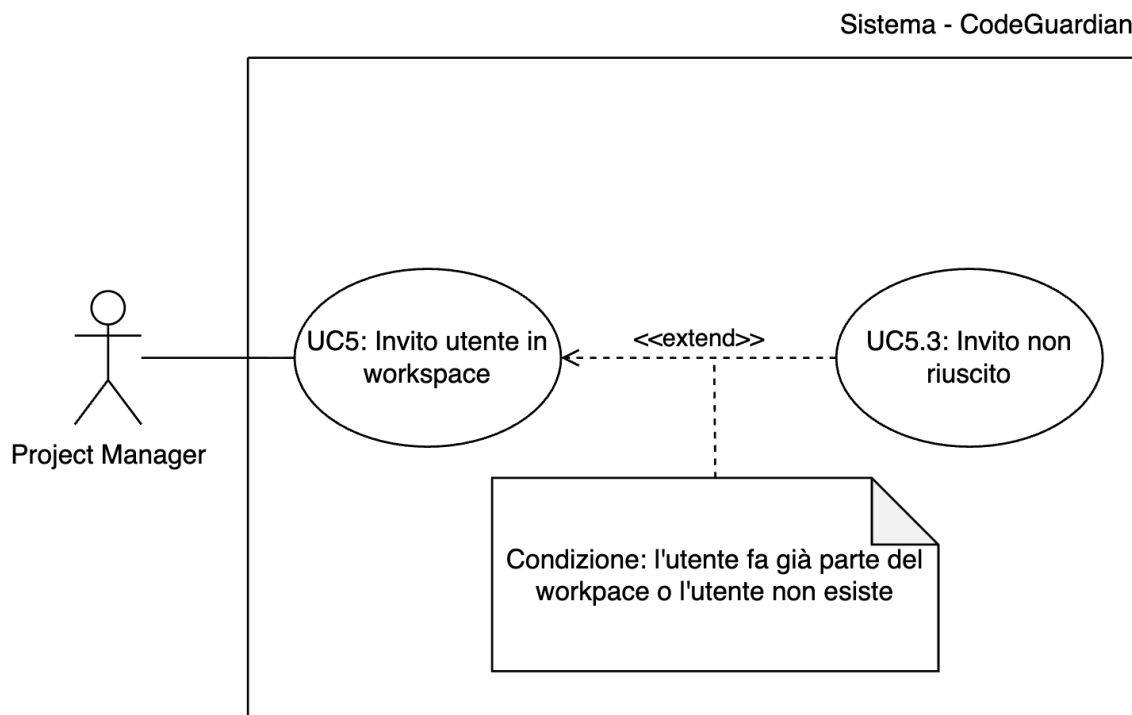 Sistema - CodeGuardian
UC5: Invito utente in
workspace
<<extend>>
UC5.3: Invito non
riuscito
Project Manager
Condizione: l'utente fa già parte del
workpace o l'utente non esiste